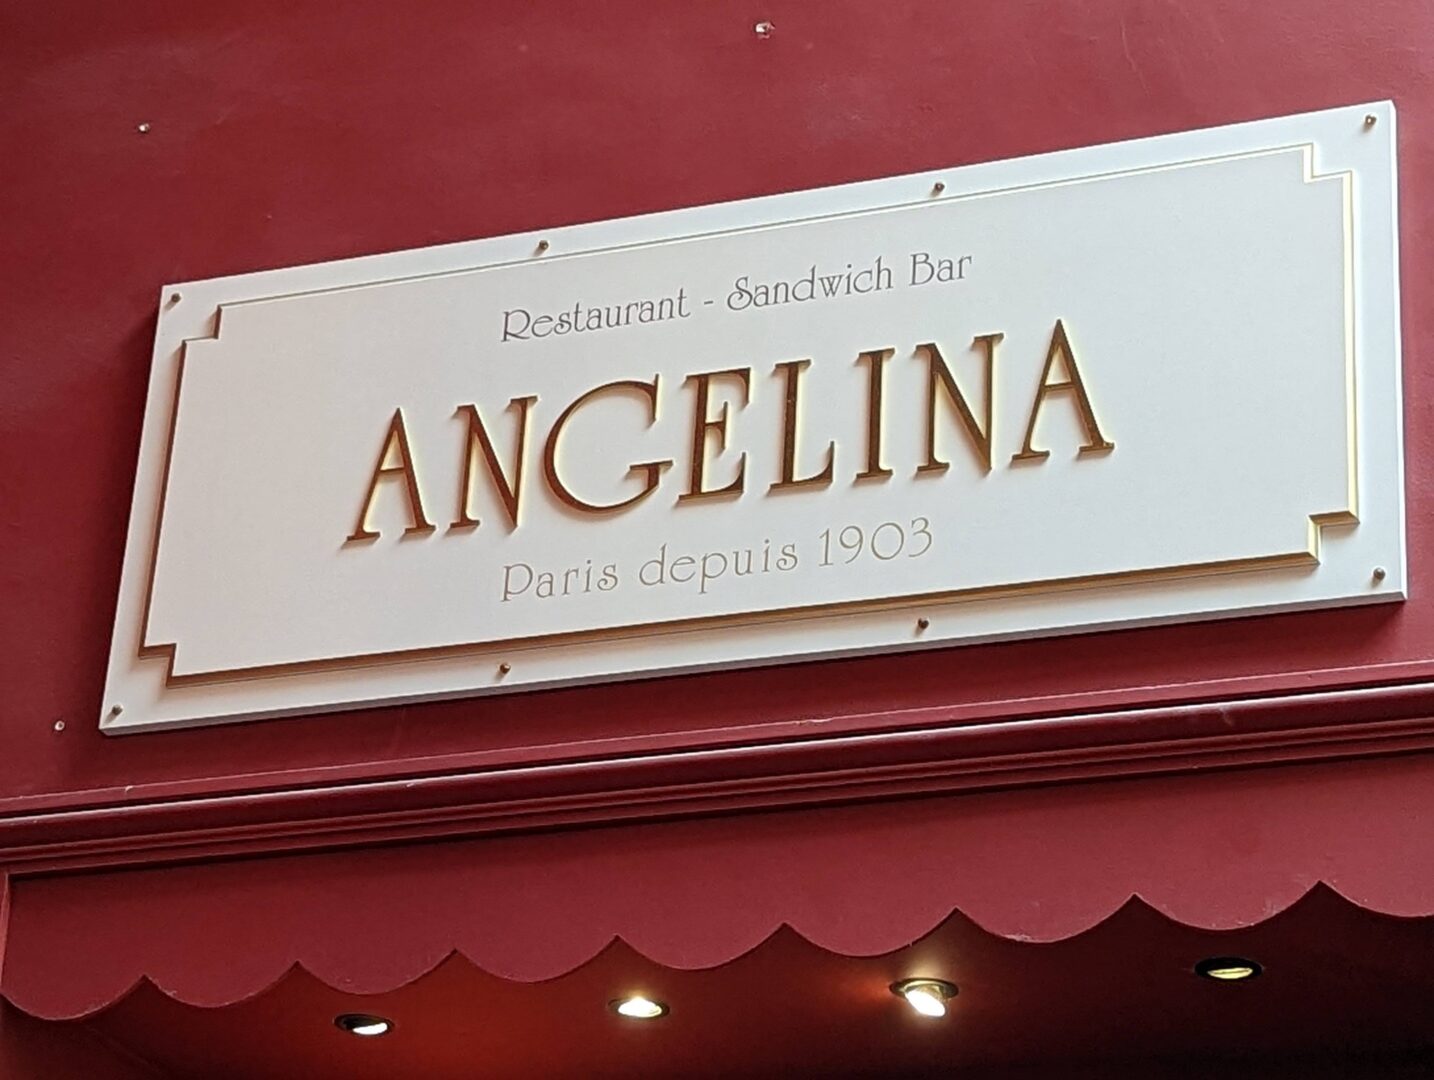 Restaurant - Sandwich Bar
ANGELINA
Paris depuis 1903